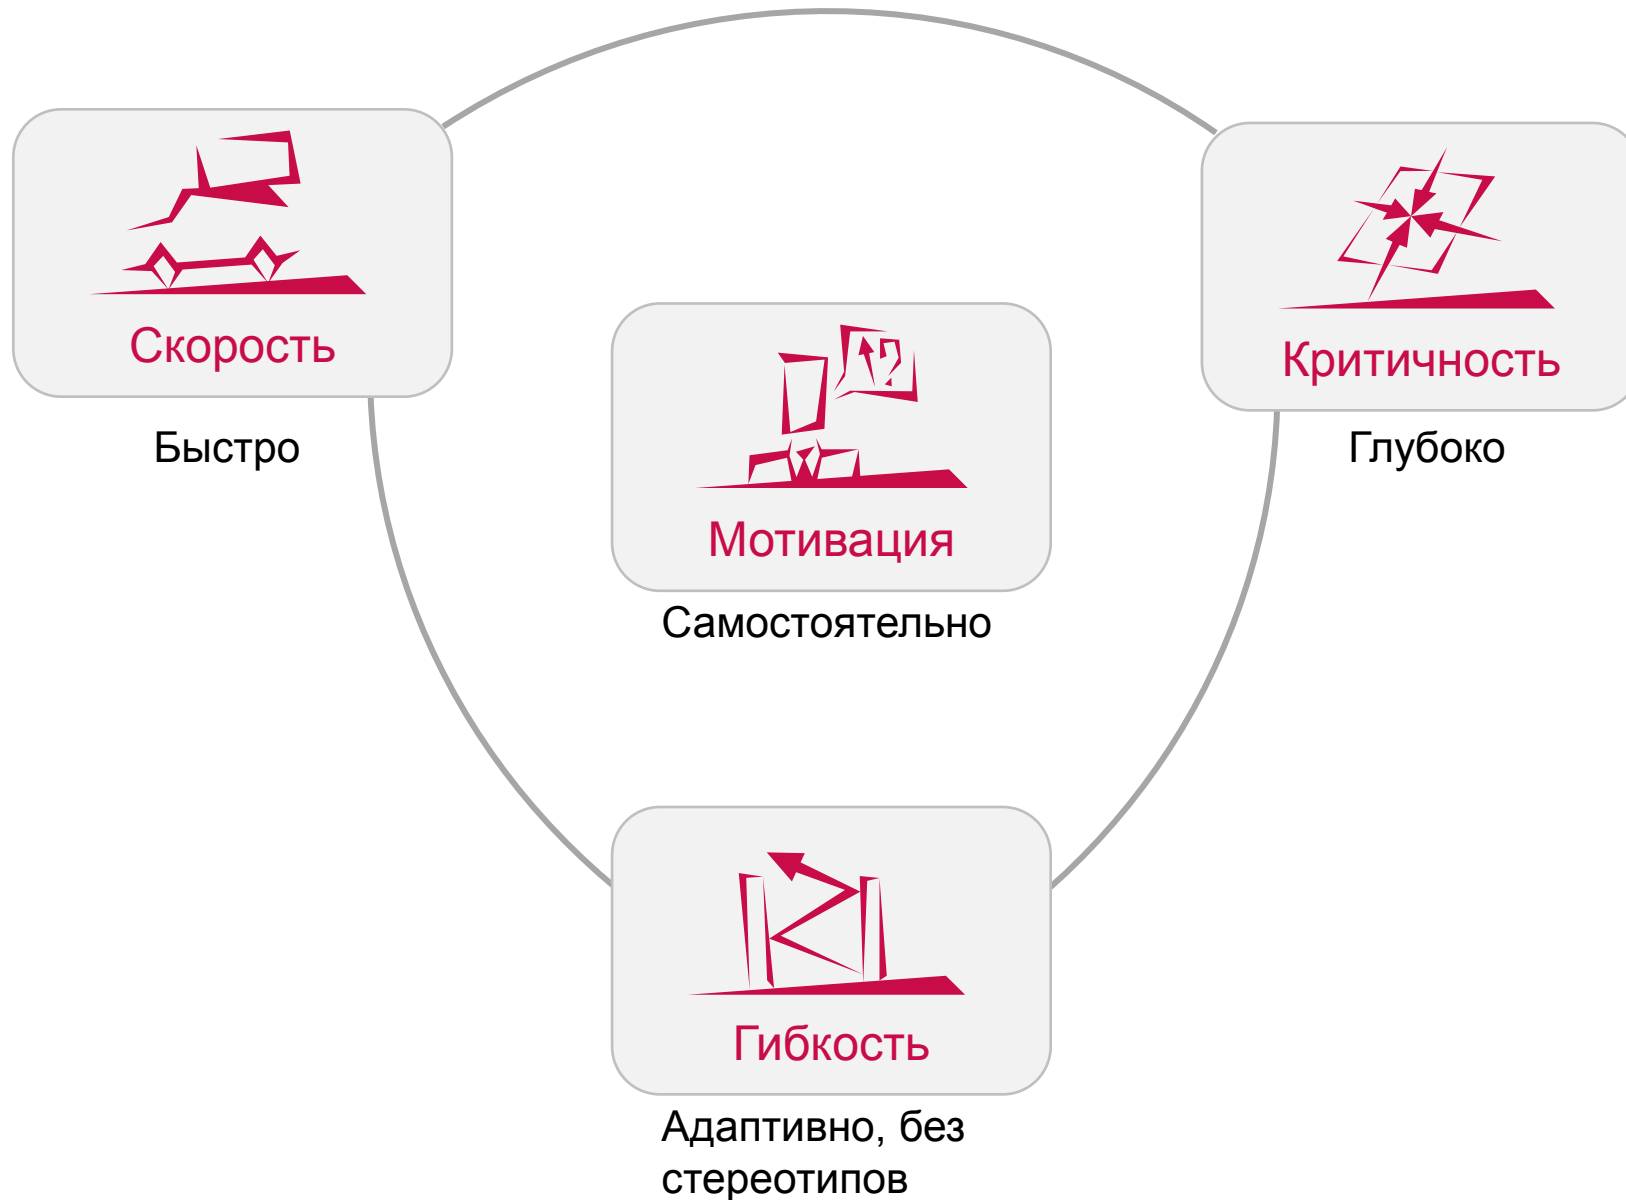 Скорость
Быстро
Критичность
Глубоко
Мотивация
Самостоятельно
Гибкость
Адаптивно, без
стереотипов